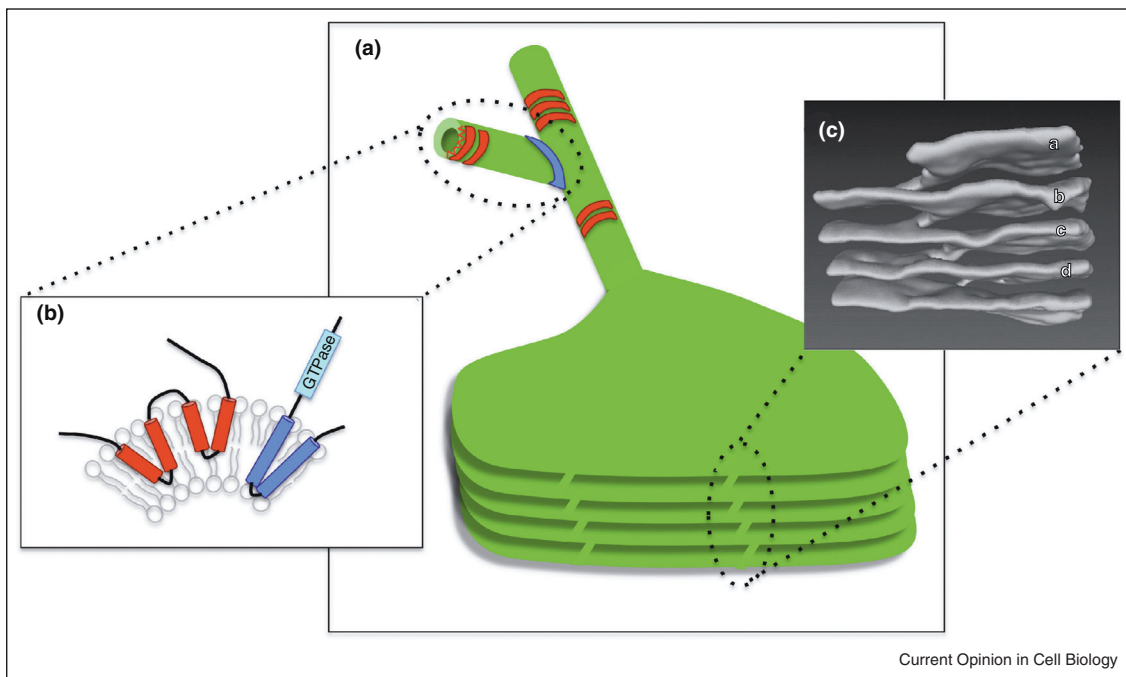 (a)
(c)
a
b
c
d
(b)
GTPase
Current Opinion in Cell Biology